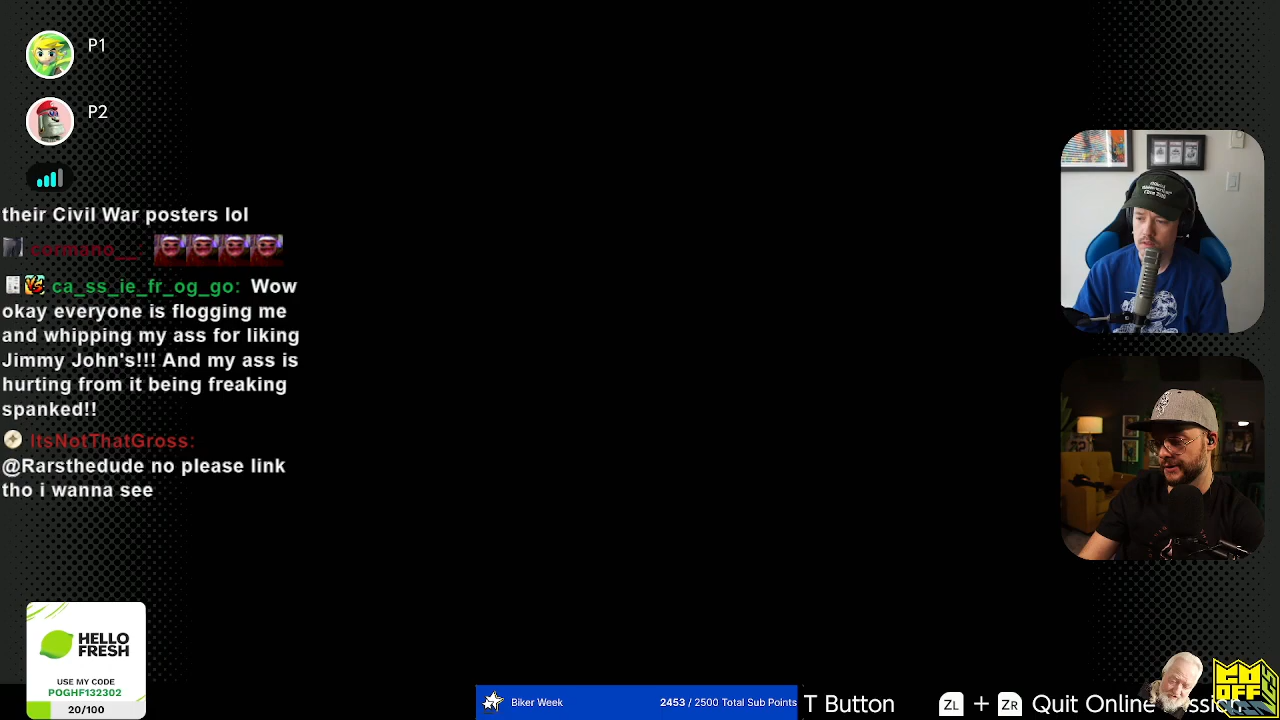 P1
P2
their Civil War posters lol
cormano__:
ca_ss_ie_fr_og_go: Wow
okay everyone is flogging me
and whipping my ass for liking
Jimmy John's!!! And my ass is
hurting from it being freaking
spanked!!
ItsNotThatGross:
@Rarsthedude no please link
tho i wanna see
HELLO
FRESH
USE MY CODE
POGHF132302
20/100
Biker Week 2453 / 2500 Total Sub Points
T Button ZL + ZR Quit Online
GO
OFF